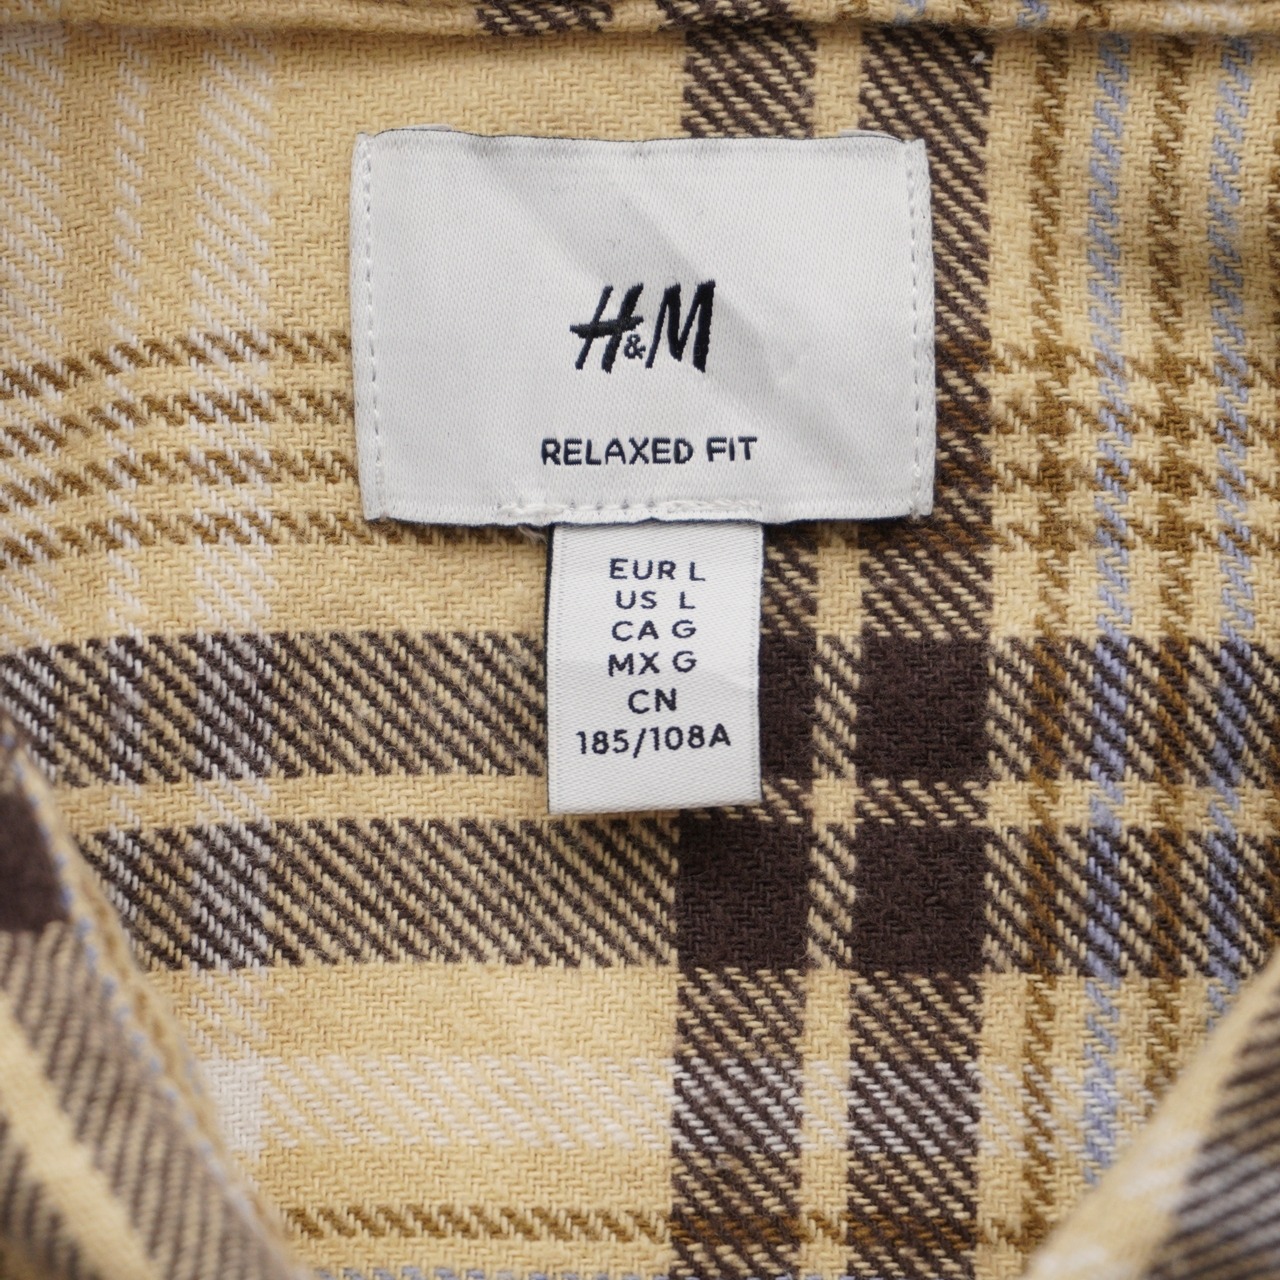 H&M
RELAXED FIT
EUR L
US L
CA G
MX G
CN
185/108A